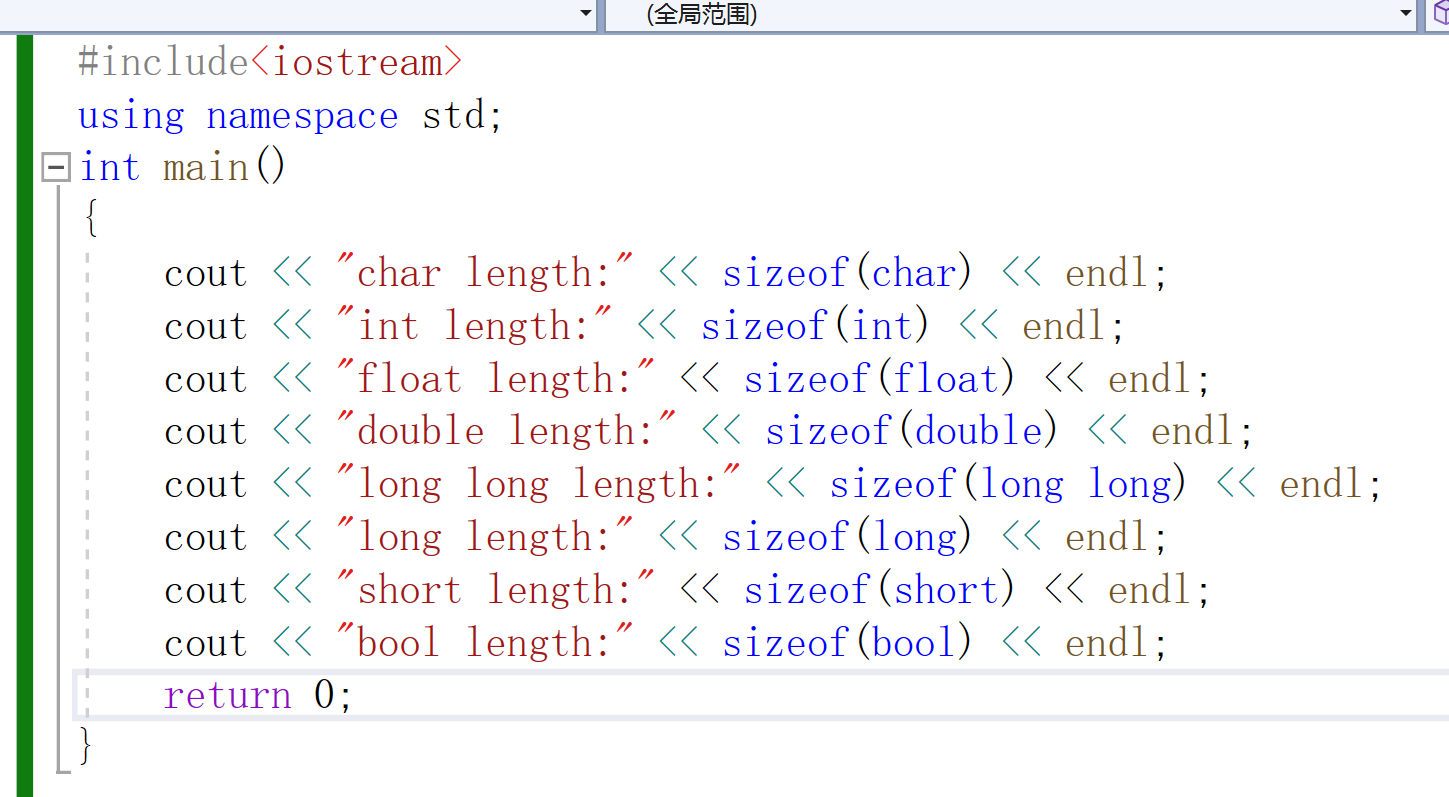 (全局范围)
#include<iostream>
using namespace std;
int main()
{
cout << "char length:" << sizeof(char) << endl;
cout << "int length:" << sizeof(int) << endl;
cout << "float length:" << sizeof(float) << endl;
cout << "double length:" << sizeof(double) << endl;
cout << "long long length:" << sizeof(long long) << endl;
cout << "long length:" << sizeof(long) << endl;
cout << "short length:" << sizeof(short) << endl;
cout << "bool length:" << sizeof(bool) << endl;
return 0;
}